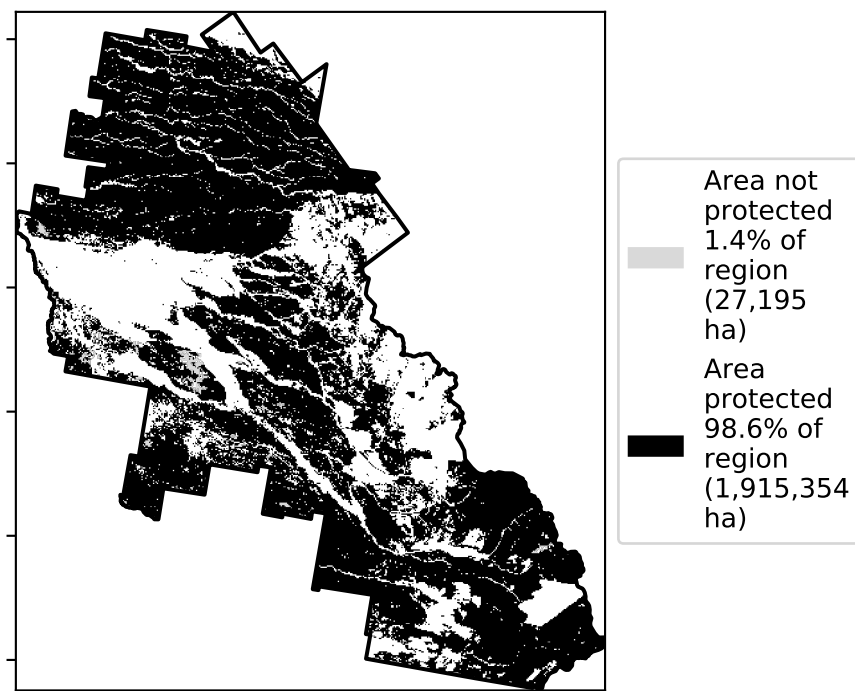 Area not
protected
1.4% of
region
(27,195
ha)
Area
protected
98.6% of
region
(1,915,354
ha)